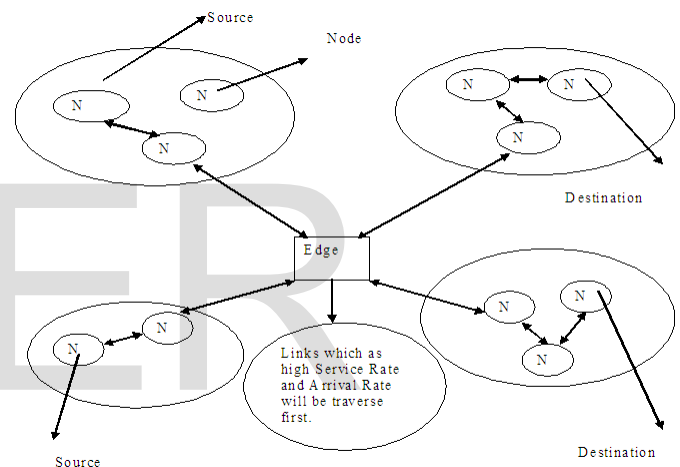 Source
Node
N
N
N
N
N
N
Destination
Edge
N
N
N
N
N
Links which as
high Service Rate
and Arrival Rate
will be traverse
first.
Source
Destination
ER